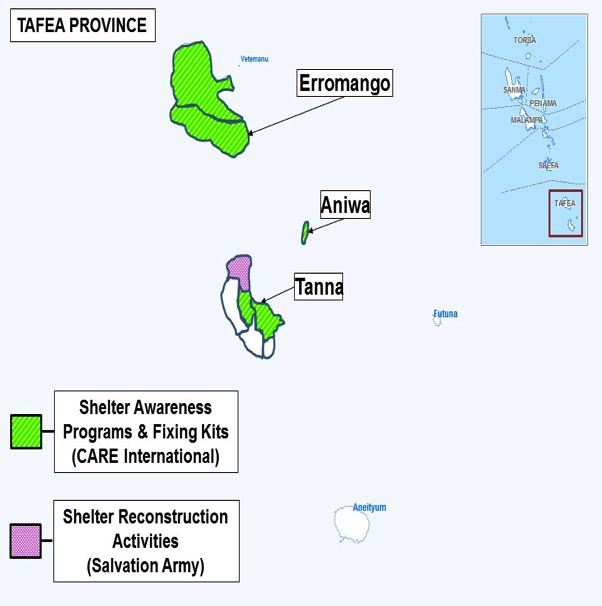 TAFEA PROVINCE
Vetemanu
Erromango
Aniwa
Tanna
Futuna
Aneityum
TORBA
SANMA
PENAMA
MALAMPA
SHEFA
TAFEA
Shelter Awareness
Programs & Fixing Kits
(CARE International)
Shelter Reconstruction
Activities
(Salvation Army)